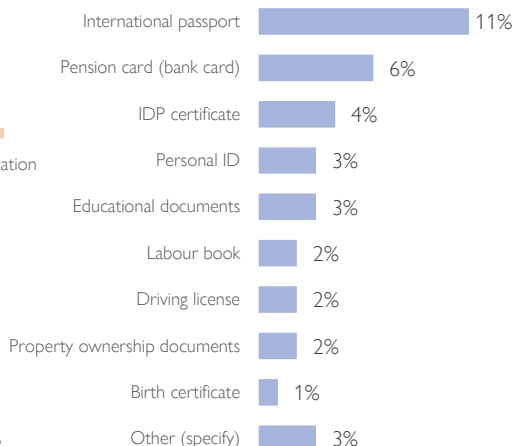 International passport 11%
Pension card (bank card) 6%
IDP certificate 4%
Personal ID 3%
Educational documents 3%
Labour book 2%
Driving license 2%
Property ownership documents 2%
Birth certificate 1%
Other (specify) 3%